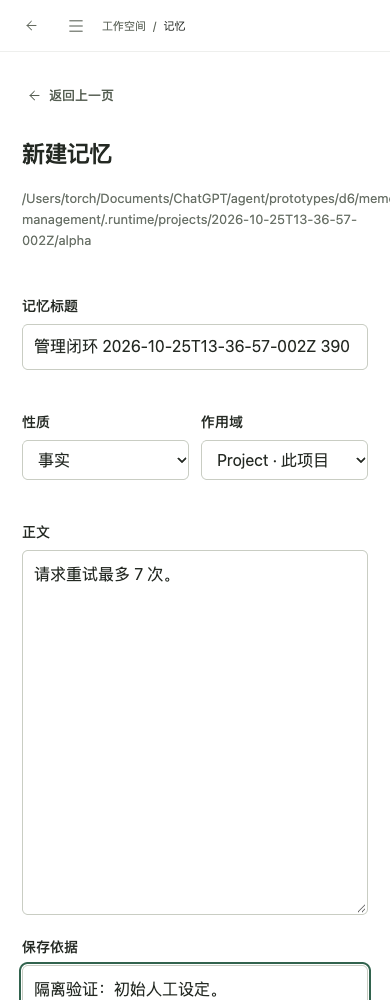 工作空间 / 记忆
返回上一页
新建记忆
/Users/torch/Documents/ChatGPT/agent/prototypes/d6/mem
management/.runtime/projects/2026-10-25T13-36-57-
002Z/alpha
记忆标题
管理闭环 2026-10-25T13-36-57-002Z 390
性质 作用域
事实 Project · 此项目
正文
请求重试最多 7 次。
保存依据
隔离验证：初始人工设定。